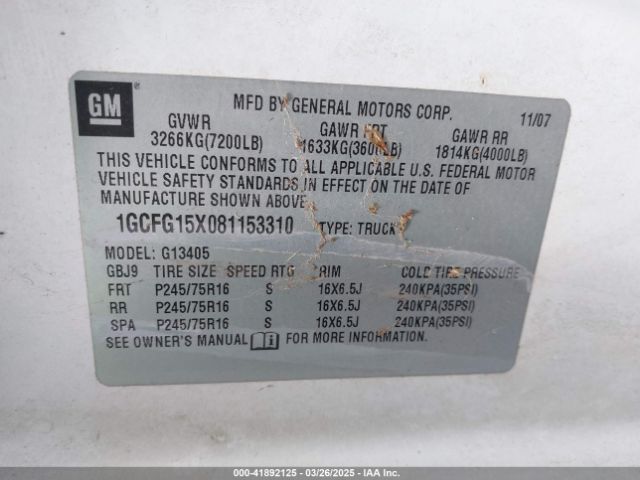 GM
MFD BY GENERAL MOTORS CORP. 11/07
GVWR GAWR FRT GAWR RR
3266KG(7200LB) 1633KG(3600LB) 1814KG(4000LB)
THIS VEHICLE CONFORMS TO ALL APPLICABLE U.S. FEDERAL MOTOR
VEHICLE SAFETY STANDARDS IN EFFECT ON THE DATE OF
MANUFACTURE SHOWN ABOVE.
1GCFG15X081153310 TYPE: TRUCK
MODEL: G13405
GBJ9 TIRE SIZE SPEED RTG RIM COLD TIRE PRESSURE
FRT P245/75R16 S 16X6.5J 240KPA(35PSI)
RR P245/75R16 S 16X6.5J 240KPA(35PSI)
SPA P245/75R16 S 16X6.5J 240KPA(35PSI)
SEE OWNER'S MANUAL FOR MORE INFORMATION.
000-41892125 - 03/26/2025 - IAA Inc.